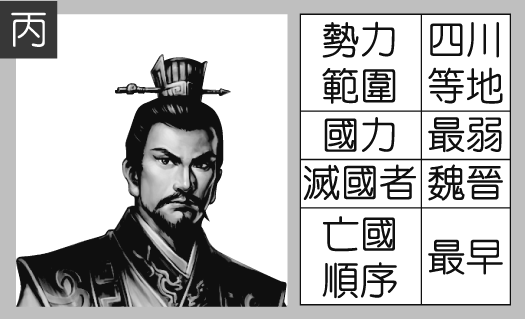 丙
勢力
範圍
四川
等地
國力
最弱
滅國者
魏晉
亡國
順序
最早